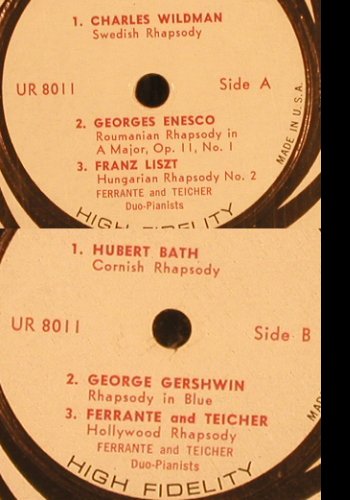 1. CHARLES WILDMAN
Swedish Rhapsody
UR 8011
Side A
2. GEORGES ENESCO
Roumanian Rhapsody in
A Major, Op. 11, No. 1
3. FRANZ LISZT
Hungarian Rhapsody No. 2
FERRANTE and TEICHER
Duo-Pianists
MADE IN U.S.A.
HIGH FIDELITY
1. HUBERT BATH
Cornish Rhapsody
UR 8011
Side B
2. GEORGE GERSHWIN
Rhapsody in Blue
3. FERRANTE and TEICHER
Hollywood Rhapsody
FERRANTE and TEICHER
Duo-Pianists
MA
HIGH FIDELITY